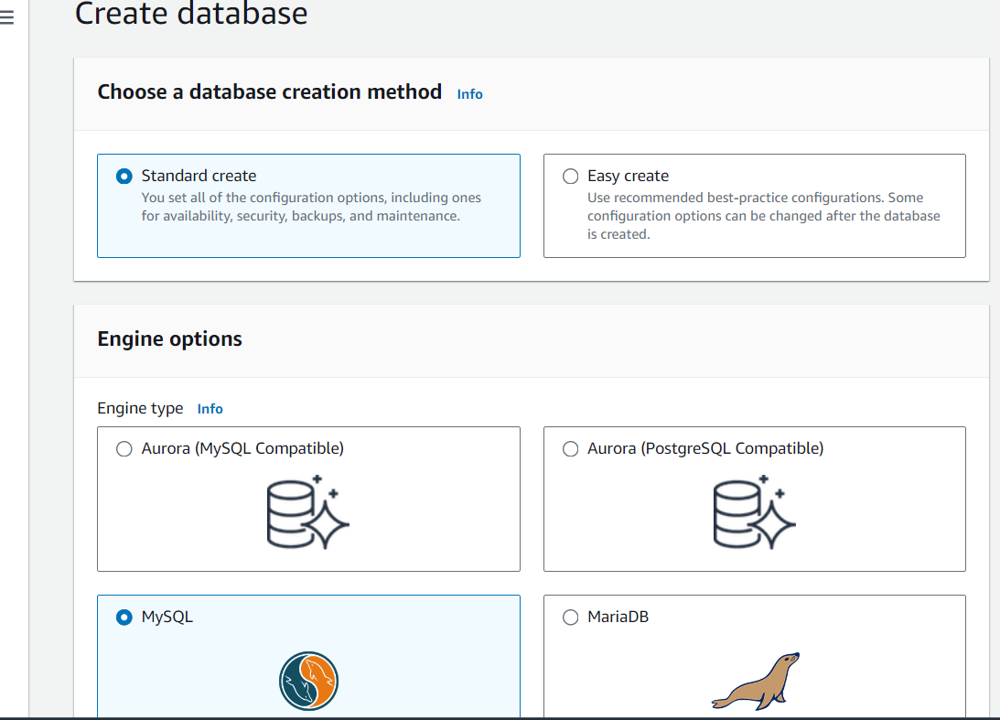 Create database
Choose a database creation method Info
Standard create
You set all of the configuration options, including ones
for availability, security, backups, and maintenance.
Easy create
Use recommended best-practice configurations. Some
configuration options can be changed after the database
is created.
Engine options
Engine type Info
Aurora (MySQL Compatible)
Aurora (PostgreSQL Compatible)
MySQL
MariaDB